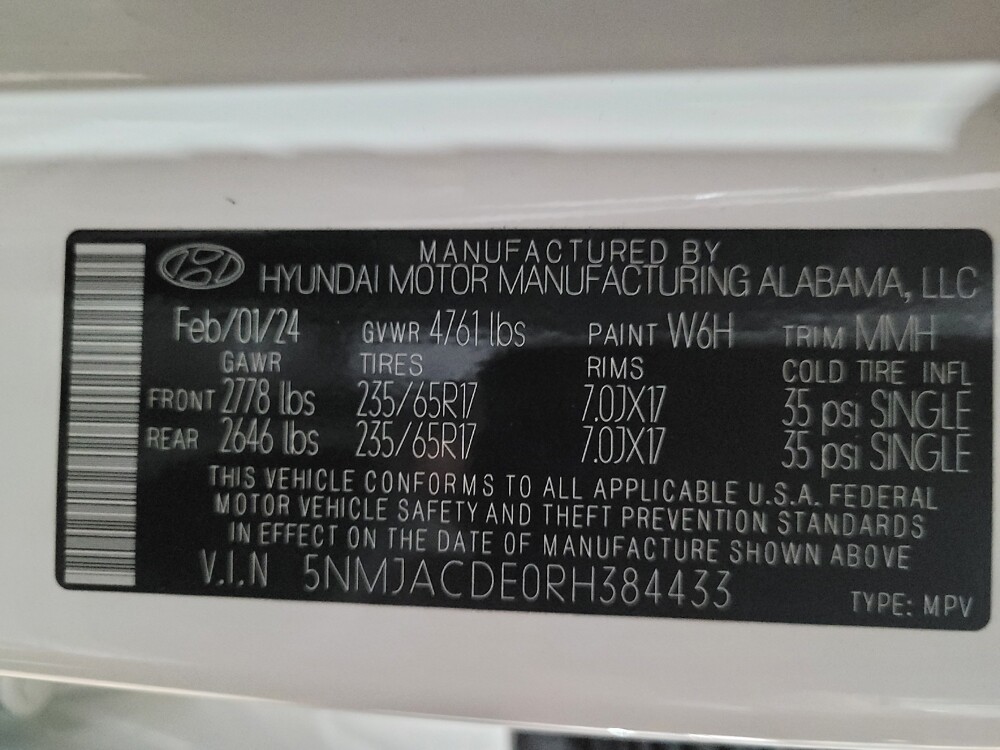 MANUFACTURED BY
HYUNDAI MOTOR MANUFACTURING ALABAMA, LLC
Feb/01/24 GVWR 4761 lbs PAINT W6H TRIM MMH
GAWR TIRES RIMS COLD TIRE INFL
FRONT 2778 lbs 235/65R17 7.0JX17 35 psi SINGLE
REAR 2646 lbs 235/65R17 7.0JX17 35 psi SINGLE
THIS VEHICLE CONFORMS TO ALL APPLICABLE U.S.A. FEDERAL
MOTOR VEHICLE SAFETY AND THEFT PREVENTION STANDARDS
IN EFFECT ON THE DATE OF MANUFACTURE SHOWN ABOVE
V.I.N 5NMJACDE0RH384433
TYPE: MPV